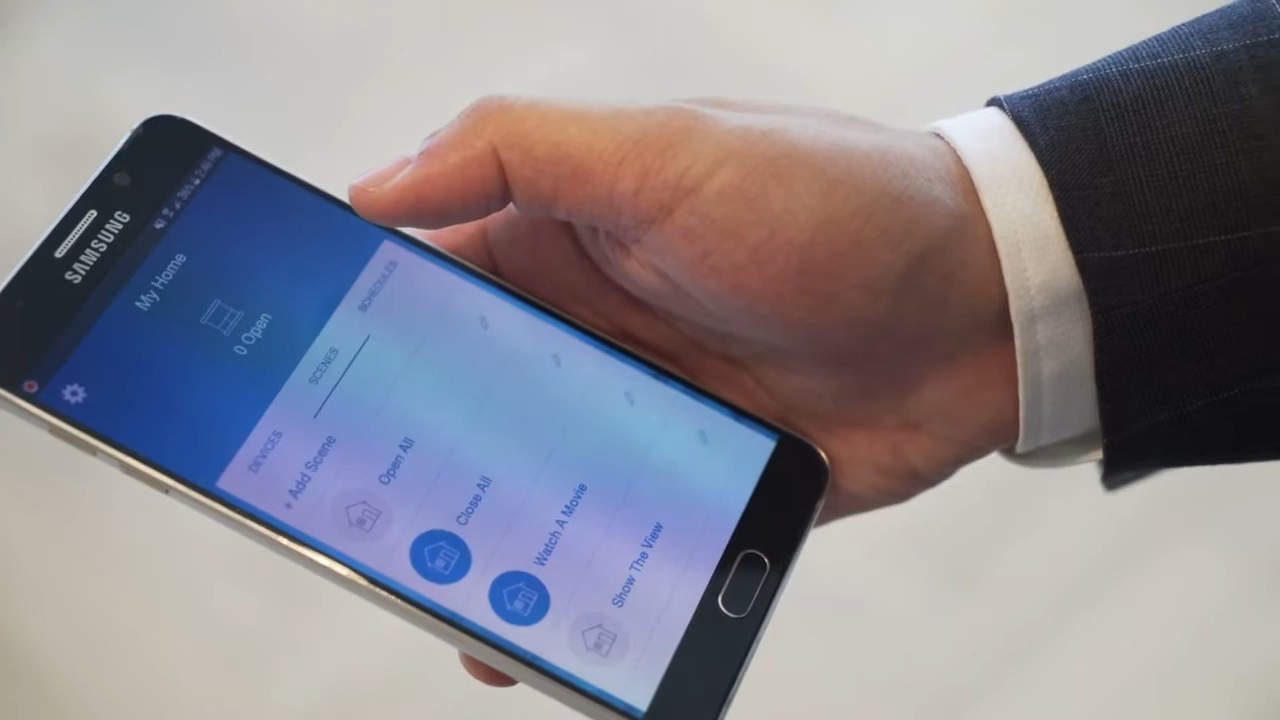 SAMSUNG
My Home
0 Open
DEVICES
SCENES
SCHEDULES
+ Add Scene
Open All
Close All
Watch A Movie
Show The View